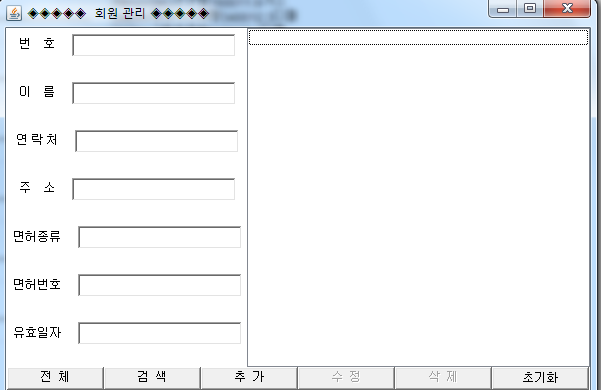 ◆◆◆◆◆ 회원 관리 ◆◆◆◆◆
번 호
이 름
연 락 처
주 소
면허종류
면허번호
유효일자
전 체 검 색 추 가 수 정 삭 제 초기화